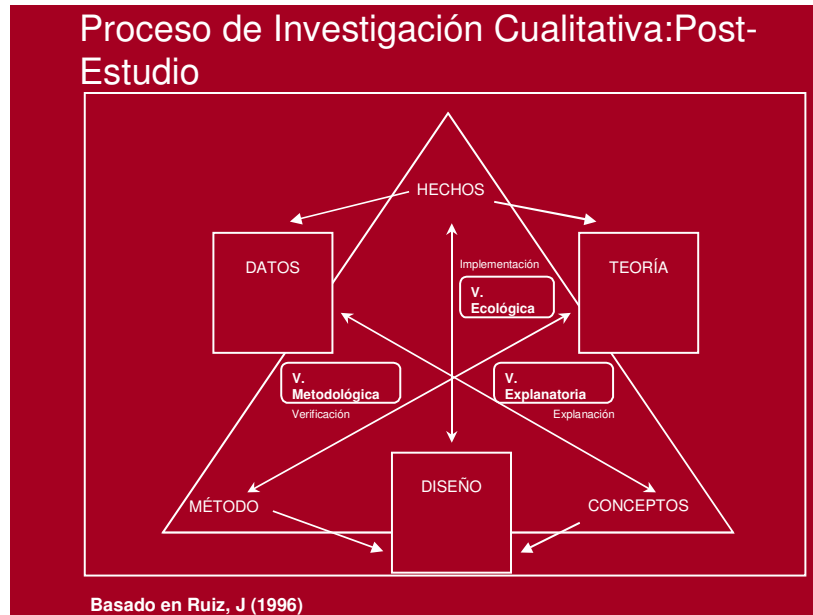 Proceso de Investigación Cualitativa:Post-
Estudio
HECHOS
DATOS
TEORÍA
Implementación
V.
Ecológica
V.
Metodológica
Verificación
V.
Explanatoria
Explanación
MÉTODO
DISEÑO
CONCEPTOS
Basado en Ruiz, J (1996)